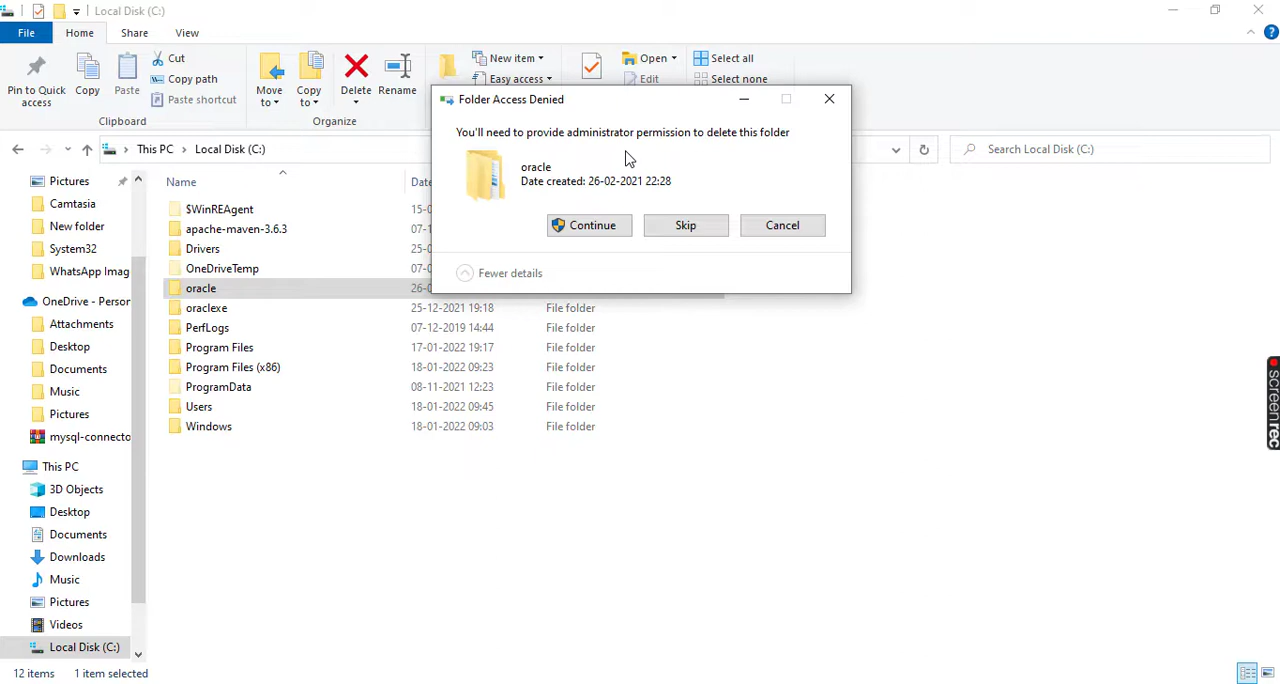 Local Disk (C:)
File Home Share View
Pin to Quick access
Copy
Paste
Cut
Copy path
Paste shortcut
Clipboard
Move to
Copy to
Delete
Rename
Organize
New item
Easy access
Open
Edit
Select all
Select none
This PC Local Disk (C:)
Search Local Disk (C:)
Folder Access Denied
You'll need to provide administrator permission to delete this folder
oracle
Date created: 26-02-2021 22:28
Continue Skip Cancel
Fewer details
Pictures
Camtasia
New folder
System32
WhatsApp Imag
OneDrive - Person
Attachments
Desktop
Documents
Music
Pictures
mysql-connecto
This PC
3D Objects
Desktop
Documents
Downloads
Music
Pictures
Videos
Local Disk (C:)
Name Date
$WinREAgent 15-0
apache-maven-3.6.3 07-1
Drivers 25-0
OneDriveTemp 07-0
oracle 26-0
oraclexe 25-12-2021 19:18 File folder
PerfLogs 07-12-2019 14:44 File folder
Program Files 17-01-2022 19:17 File folder
Program Files (x86) 18-01-2022 09:23 File folder
ProgramData 08-11-2021 12:23 File folder
Users 18-01-2022 09:45 File folder
Windows 18-01-2022 09:03 File folder
12 items 1 item selected
screenrec